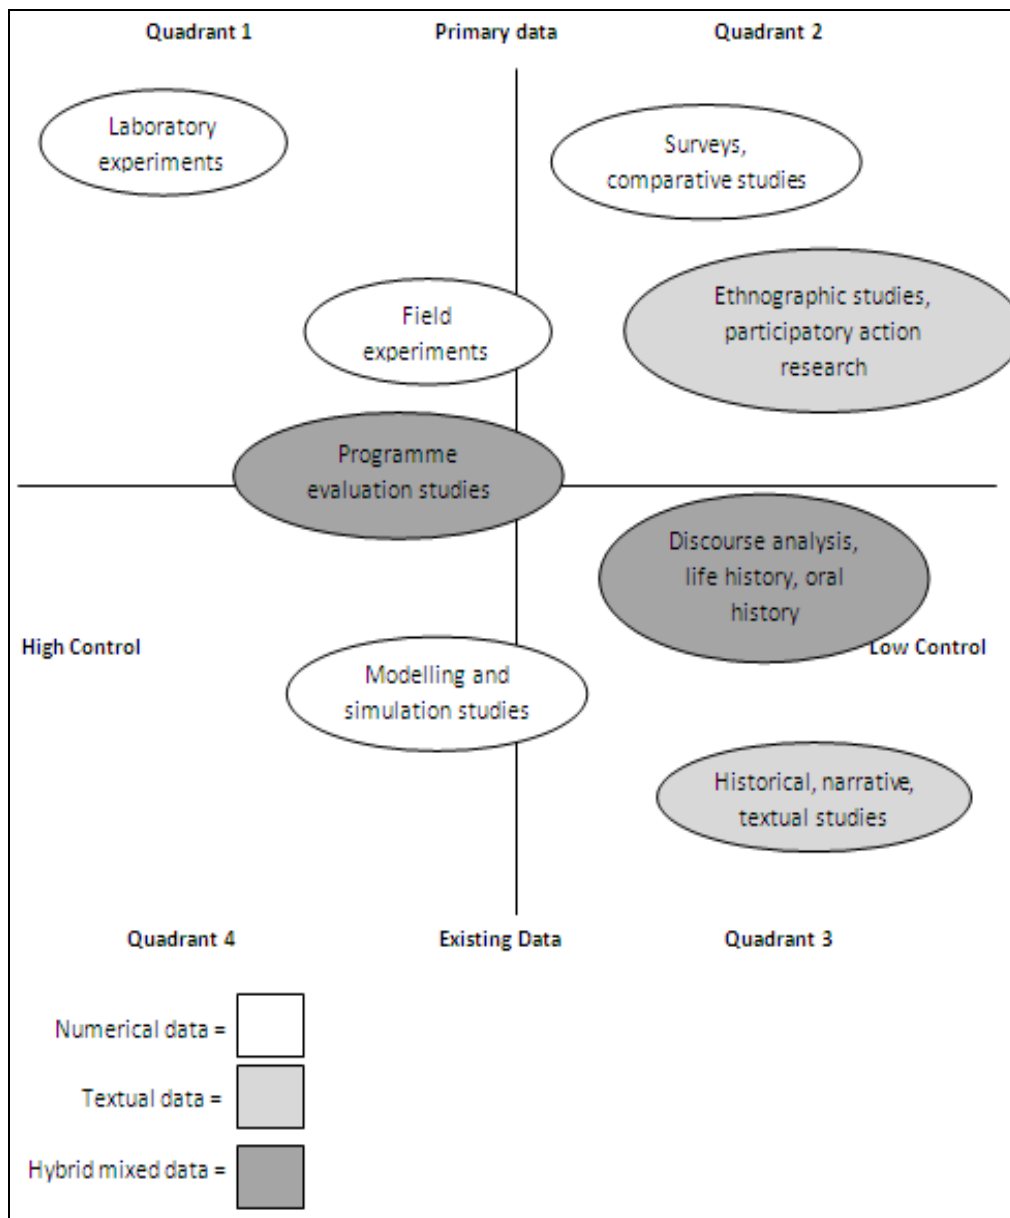 Quadrant 1
Primary data
Quadrant 2
Laboratory
experiments
Surveys,
comparative studies
Ethnographic studies,
participatory action
research
Field
experiments
Programme
evaluation studies
Discourse analysis,
life history, oral
history
High Control
Low Control
Modelling and
simulation studies
Historical, narrative,
textual studies
Quadrant 4
Existing Data
Quadrant 3
Numerical data =
Textual data =
Hybrid mixed data =